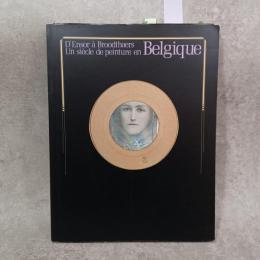 D'Ensor à Broodthaers
Un siècle de peinture en Belgique